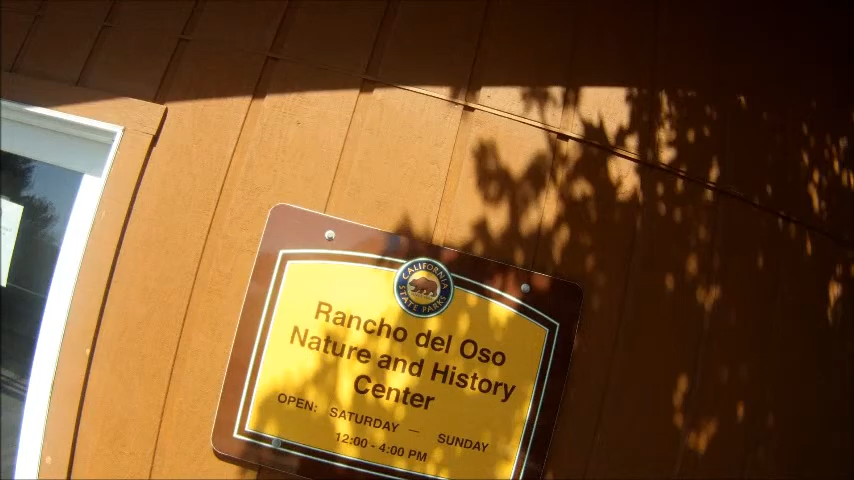 CALIFORNIA
STATE PARKS
Rancho del Oso
Nature and History
Center
OPEN: SATURDAY — SUNDAY
12:00 - 4:00 PM